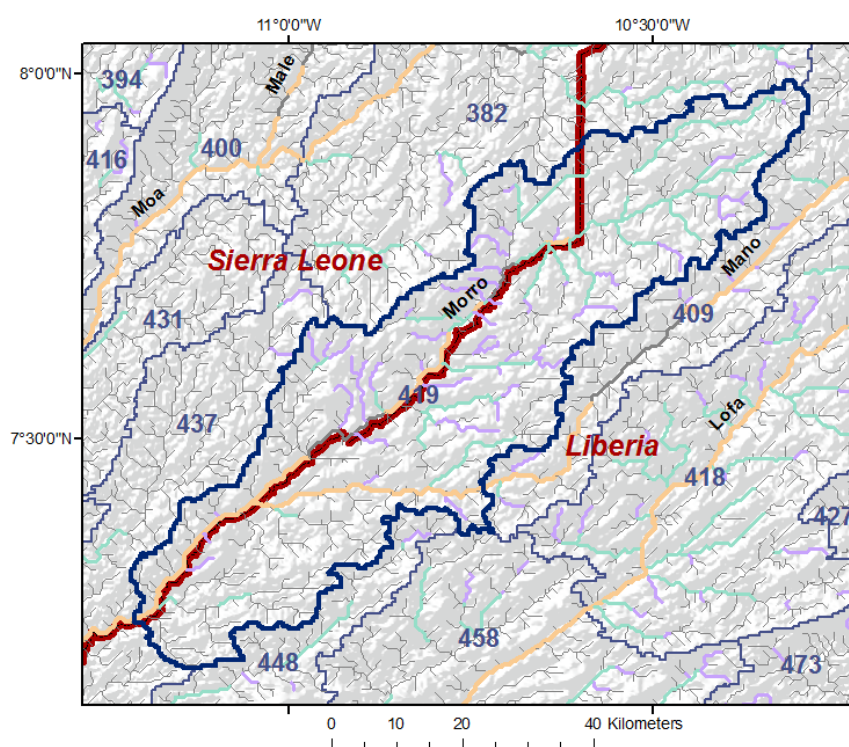 11°0'0"W 10°30'0"W
8°0'0"N
394
Male
382
416
400
Moa
Sierra Leone
Mano
Morro
409
431
419
Lofa
437
7°30'0"N
Liberia
418
427
458
448
473
0 10 20 40 Kilometers